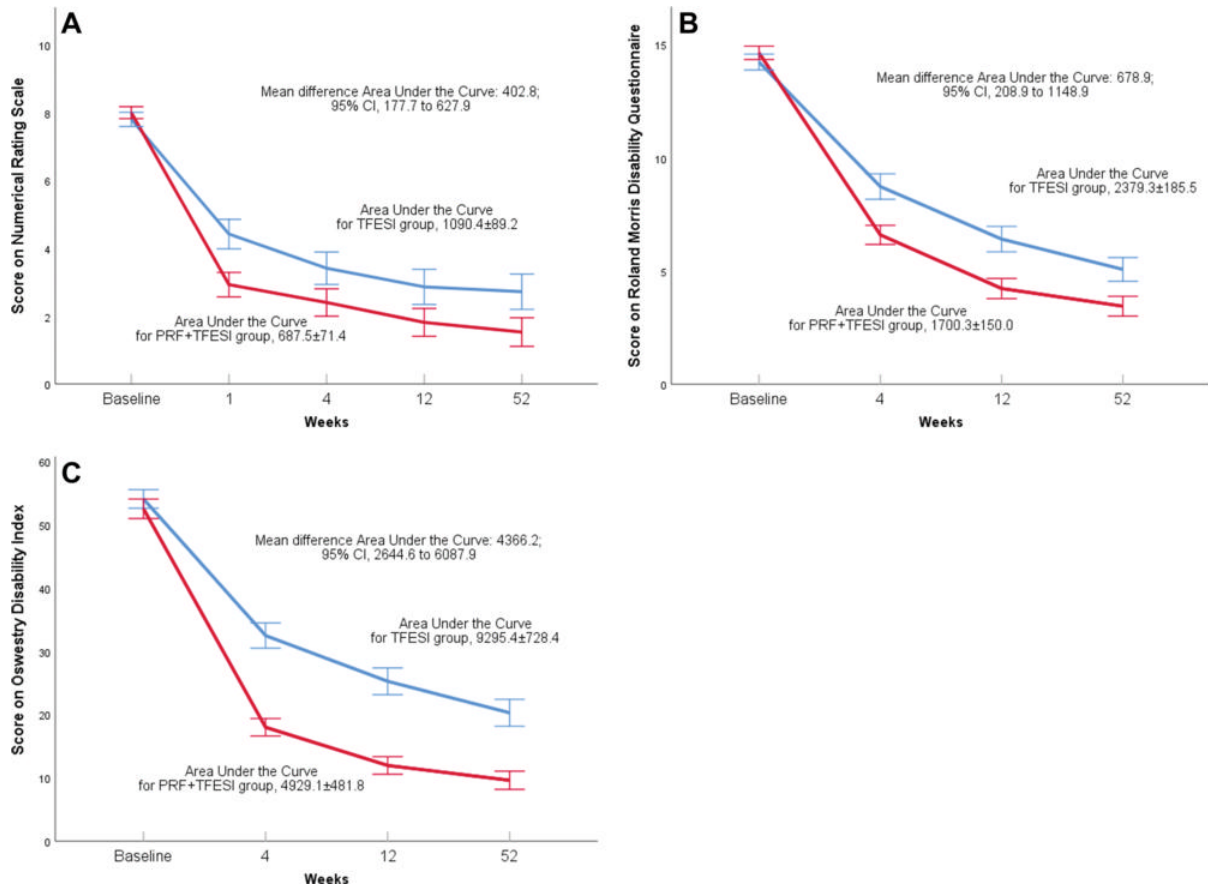 A
Score on Numerical Rating Scale
10
8
6
4
2
0
Mean difference Area Under the Curve: 402.8;
95% CI, 177.7 to 627.9
Area Under the Curve
for TFESI group, 1090.4±89.2
Area Under the Curve
for PRF+TFESI group, 687.5±71.4
Baseline 1 4 12 52
Weeks
B
Score on Roland Morris Disability Questionnaire
15
10
5
0
Mean difference Area Under the Curve: 678.9;
95% CI, 208.9 to 1148.9
Area Under the Curve
for TFESI group, 2379.3±185.5
Area Under the Curve
for PRF+TFESI group, 1700.3±150.0
Baseline 4 12 52
Weeks
C
Score on Oswestry Disability Index
60
50
40
30
20
10
0
Mean difference Area Under the Curve: 4366.2;
95% CI, 2644.6 to 6087.9
Area Under the Curve
for TFESI group, 9295.4±728.4
Area Under the Curve
for PRF+TFESI group, 4929.1±481.8
Baseline 4 12 52
Weeks